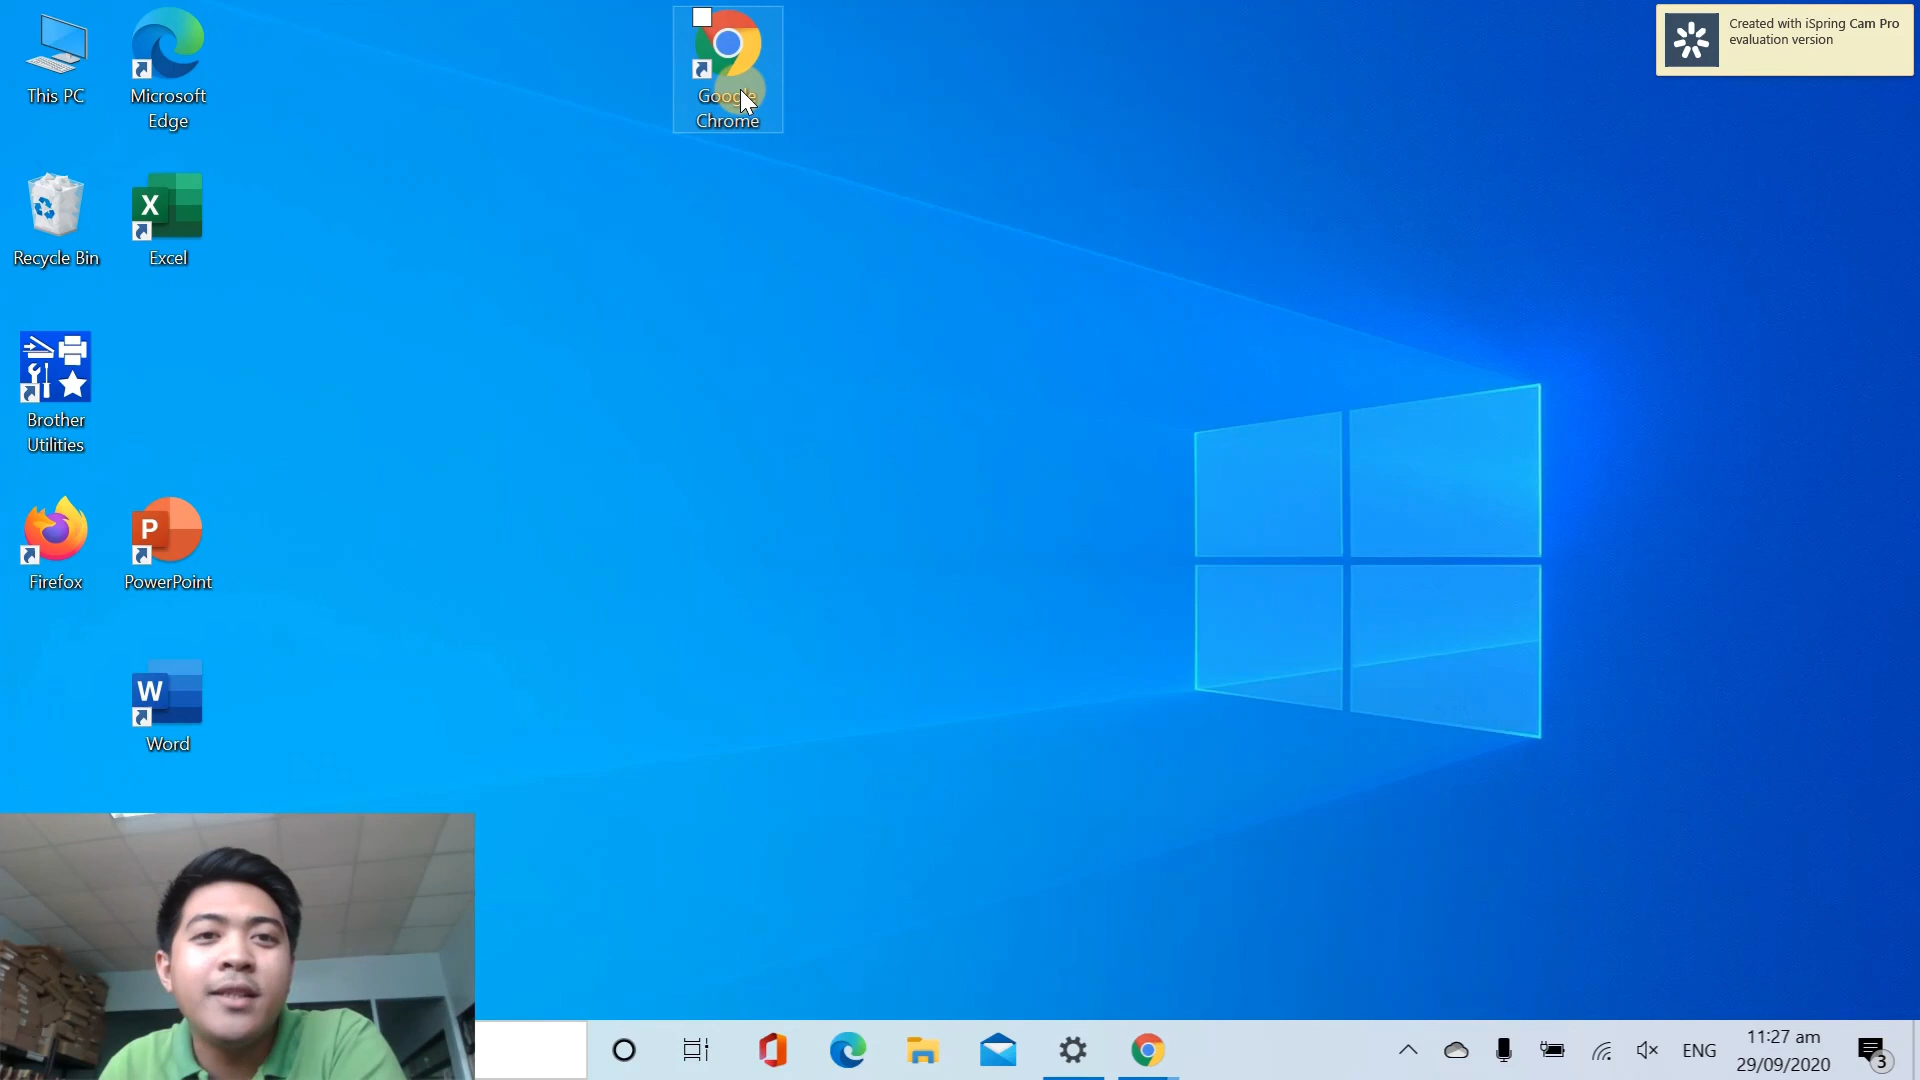 This PC
Microsoft
Edge
Google
Chrome
Created with iSpring Cam Pro
evaluation version
Recycle Bin
X
Excel
Brother
Utilities
Firefox
P
PowerPoint
W
Word
ENG
11:27 am
29/09/2020
3